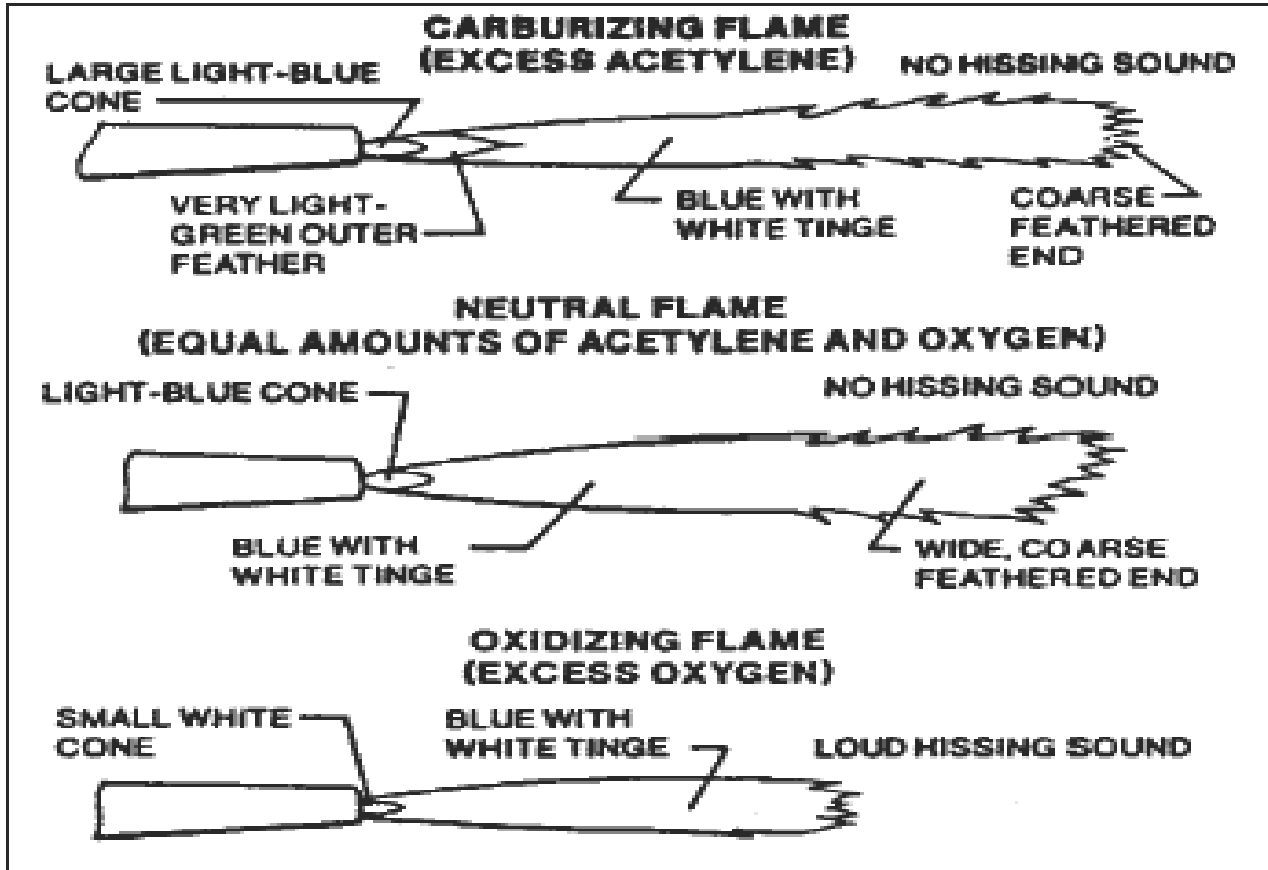 CARBURIZING FLAME
(EXCESS ACETYLENE)
NO HISSING SOUND
LARGE LIGHT-BLUE
CONE
VERY LIGHT-
GREEN OUTER
FEATHER
BLUE WITH
WHITE TINGE
COARSE
FEATHERED
END
NEUTRAL FLAME
(EQUAL AMOUNTS OF ACETYLENE AND OXYGEN)
LIGHT-BLUE CONE
NO HISSING SOUND
BLUE WITH
WHITE TINGE
WIDE, COARSE
FEATHERED END
OXIDIZING FLAME
(EXCESS OXYGEN)
SMALL WHITE
CONE
BLUE WITH
WHITE TINGE
LOUD HISSING SOUND